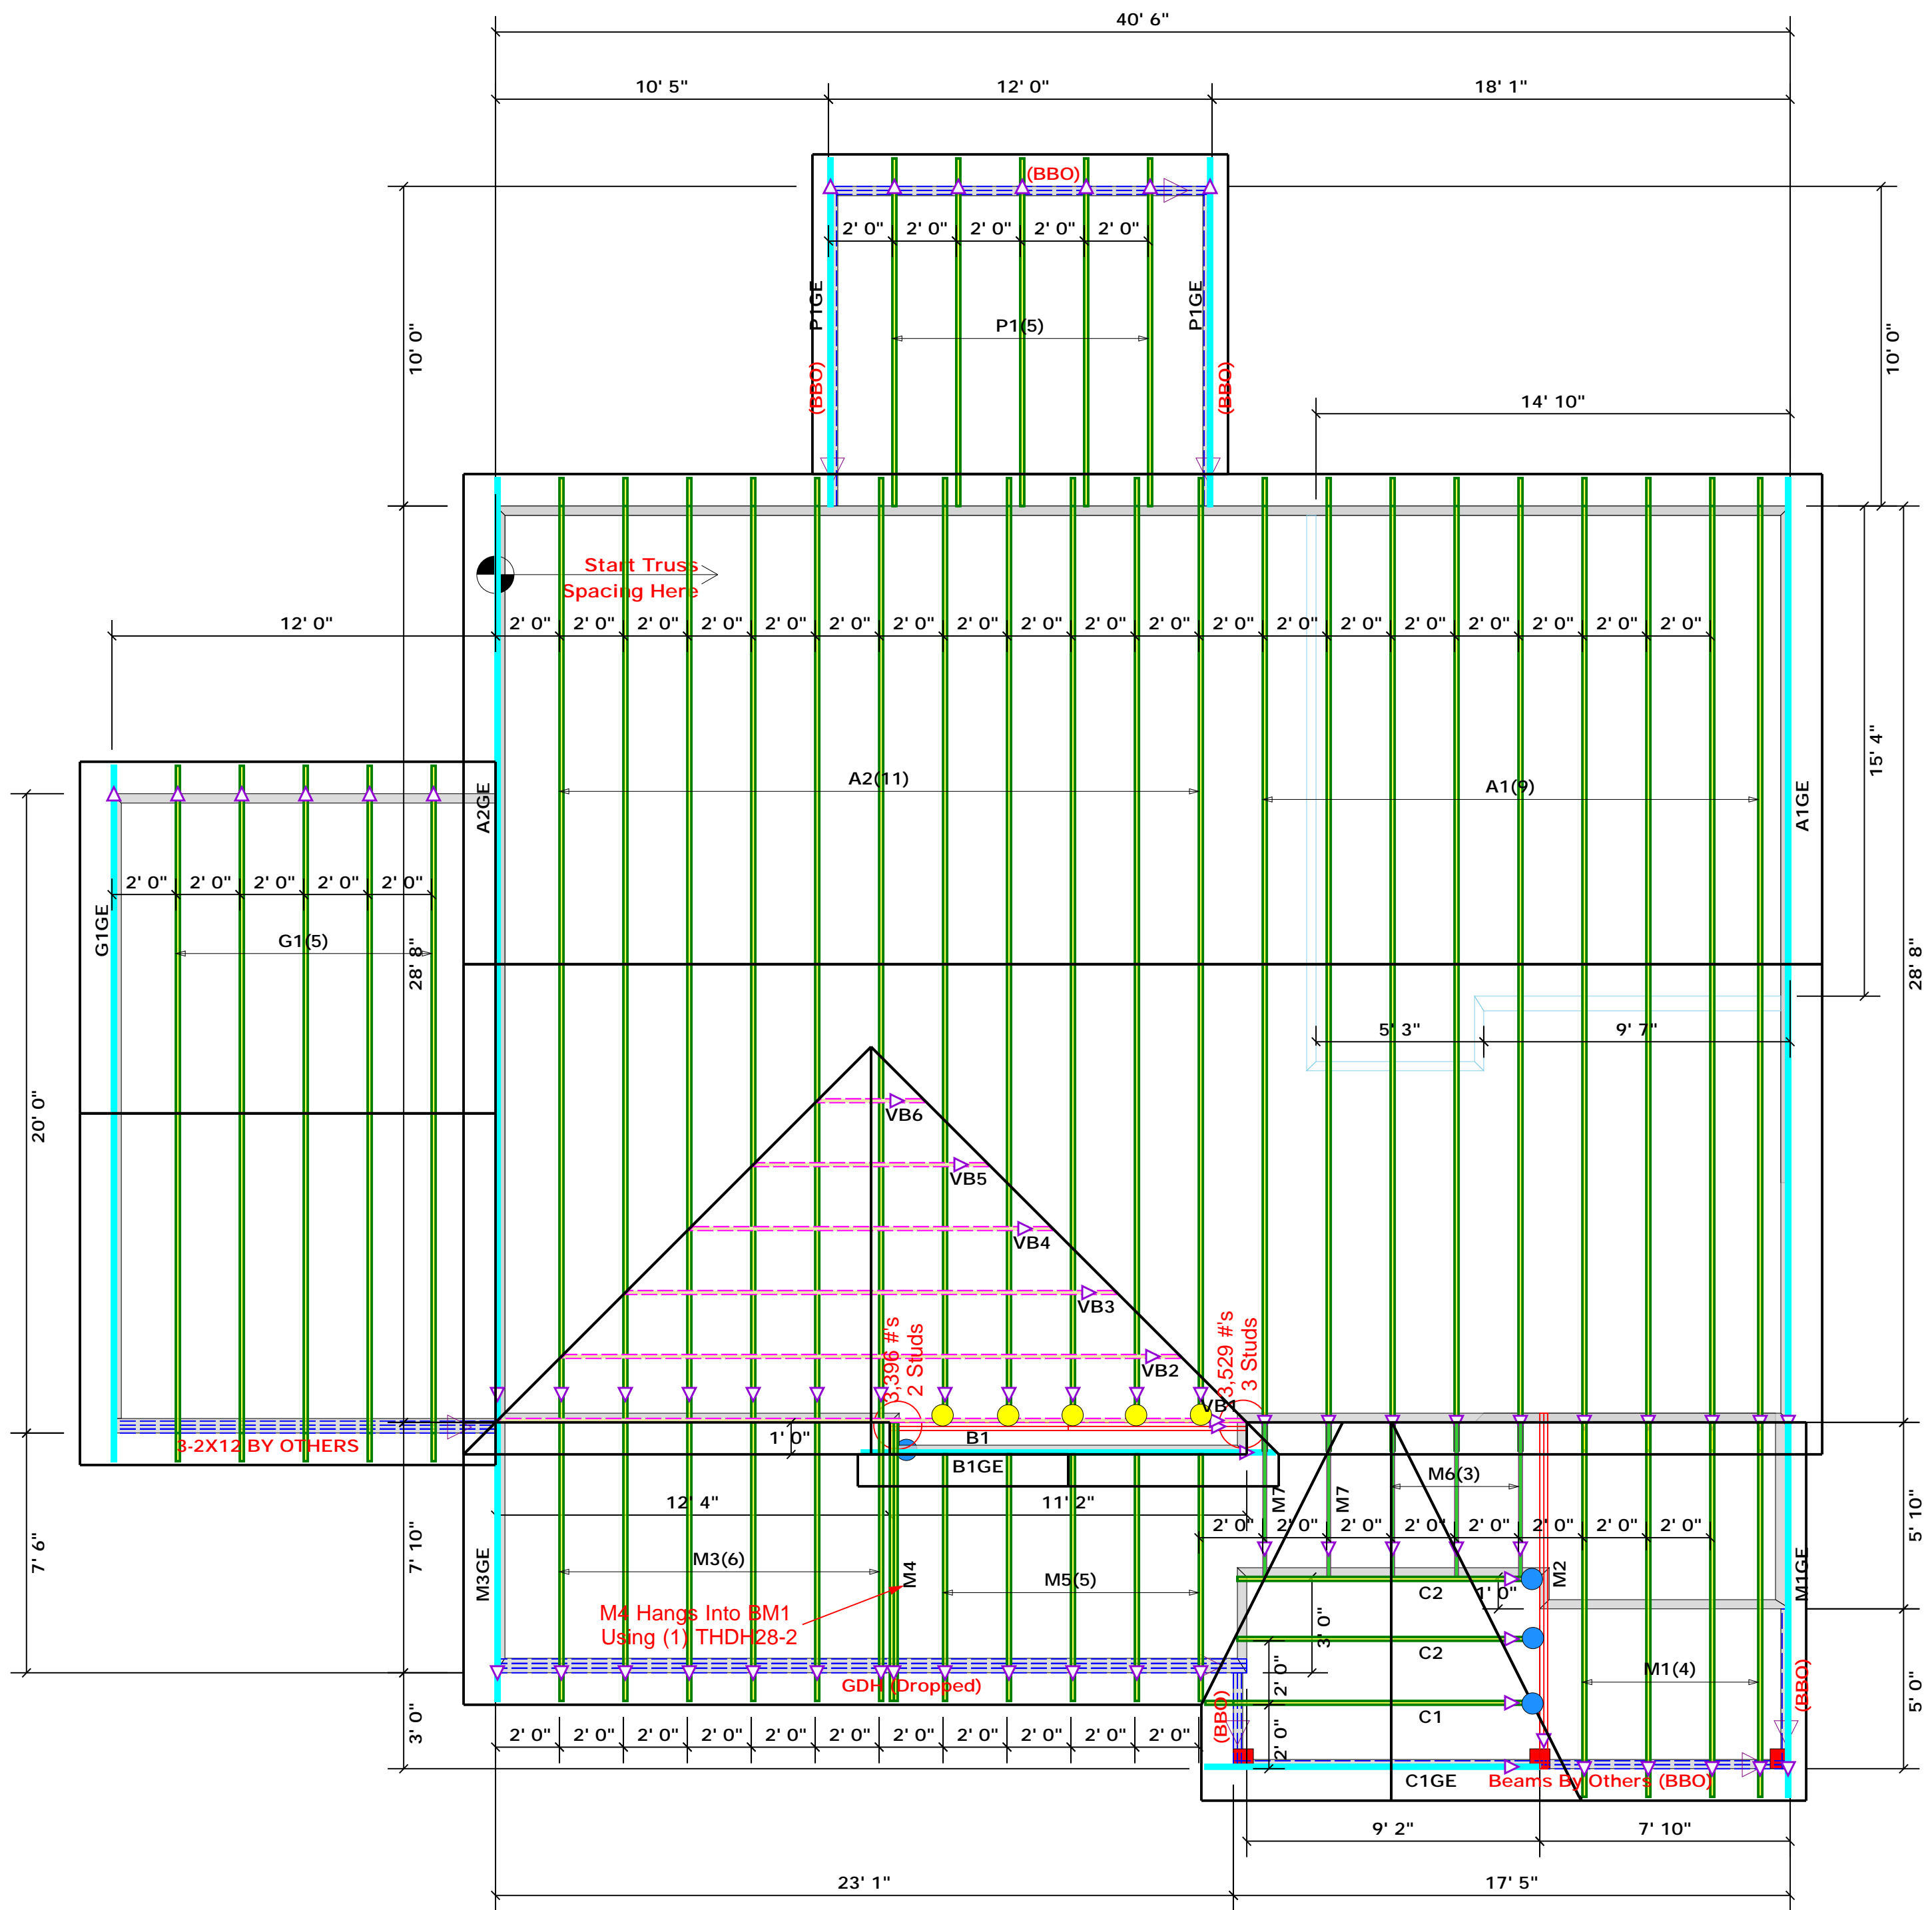 40' 6"
10' 5" 12' 0" 18' 1"
(BBO)
2' 0" 2' 0" 2' 0" 2' 0" 2' 0"
P1GE
P1GE
P1(5)
10' 0"
10' 0"
(BBO)
(BBO)
14' 10"
Start Truss
Spacing Here
12' 0" 2' 0" 2' 0" 2' 0" 2' 0" 2' 0" 2' 0" 2' 0" 2' 0" 2' 0" 2' 0" 2' 0" 2' 0" 2' 0" 2' 0" 2' 0" 2' 0" 2' 0" 2' 0" 2' 0"
15' 4"
A2(11)
A1(9)
A2GE
A1GE
2' 0" 2' 0" 2' 0" 2' 0" 2' 0"
G1GE
G1(5)
28' 8"
28' 8"
5' 3" 9' 7"
20' 0"
VB6
VB5
VB4
VB3
VB2
VB1
3,396 #'s
2 Studs
3,529 #'s
3 Studs
3-2X12 BY OTHERS
1' 0"
B1
B1GE
M6(3)
M7
M7
12' 4" 11' 2"
2' 0" 2' 0" 2' 0" 2' 0" 2' 0" 2' 0" 2' 0" 2' 0"
7' 6"
7' 10"
5' 10"
M3GE
M3(6)
M4
M5(5)
M2
M1GE
C2
1' 0"
M4 Hangs Into BM1
Using (1) THDH28-2
3' 0"
C2
M1(4)
GDH (Dropped)
2' 0"
(BBO)
(BBO)
5' 0"
C1
3' 0"
2' 0" 2' 0" 2' 0" 2' 0" 2' 0" 2' 0" 2' 0" 2' 0" 2' 0" 2' 0" 2' 0"
2' 0"
C1GE
Beams By Others (BBO)
9' 2" 7' 10"
23' 1" 17' 5"